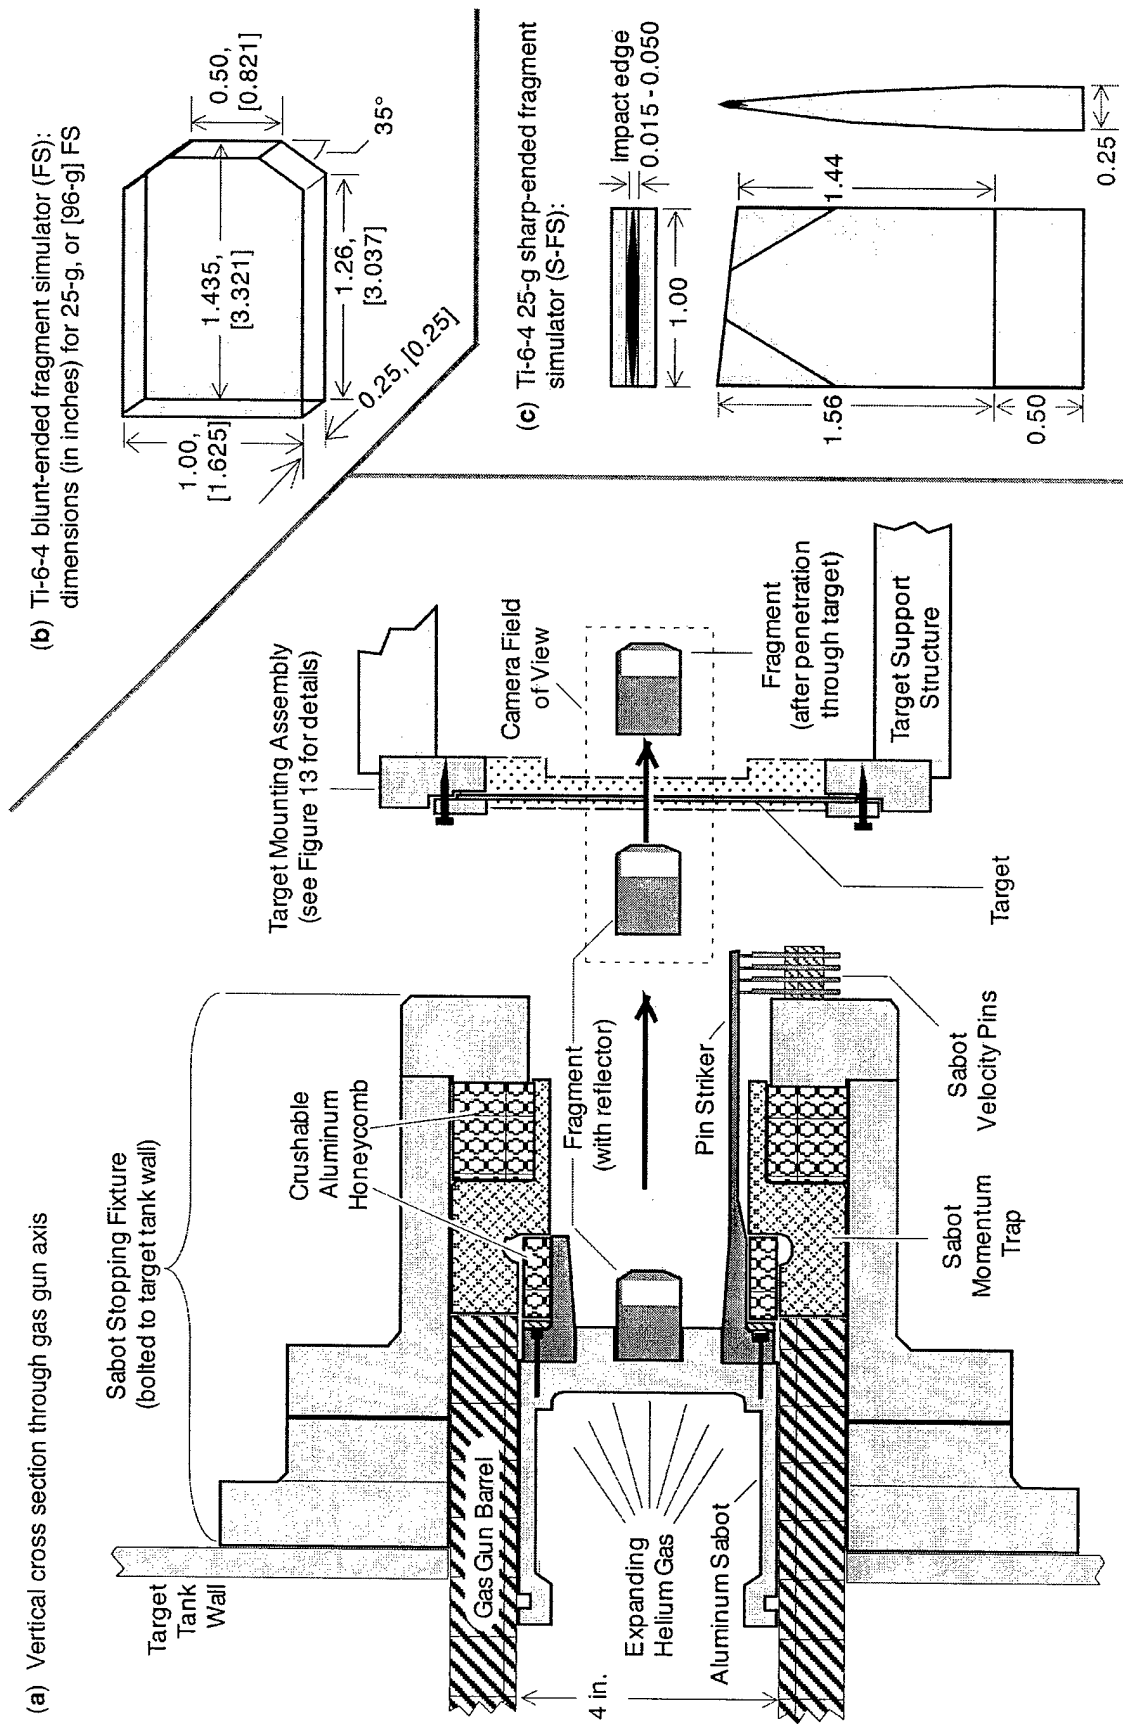 (a) Vertical cross section through gas gun axis
Sabot Stopping Fixture
(bolted to target tank wall)
Target
Tank
Wall
Crushable
Aluminum
Honeycomb
Gas Gun Barrel
Fragment
(with reflector)
4 in.
Expanding
Helium Gas
Aluminum Sabot
Pin Striker
Sabot
Momentum
Trap
Sabot
Velocity Pins
Target Mounting Assembly
(see Figure 13 for details)
Camera Field
of View
Fragment
(after penetration
through target)
Target Support
Structure
Target
(b) Ti-6-4 blunt-ended fragment simulator (FS):
dimensions (in inches) for 25-g, or [96-g] FS
1.00,
[1.625]
1.435,
[3.321]
0.50,
[0.821]
35°
1.26,
[3.037]
0.25, [0.25]
(c) Ti-6-4 25-g sharp-ended fragment
simulator (S-FS):
Impact edge
0.015 - 0.050
1.00
1.56
1.44
0.50
0.25